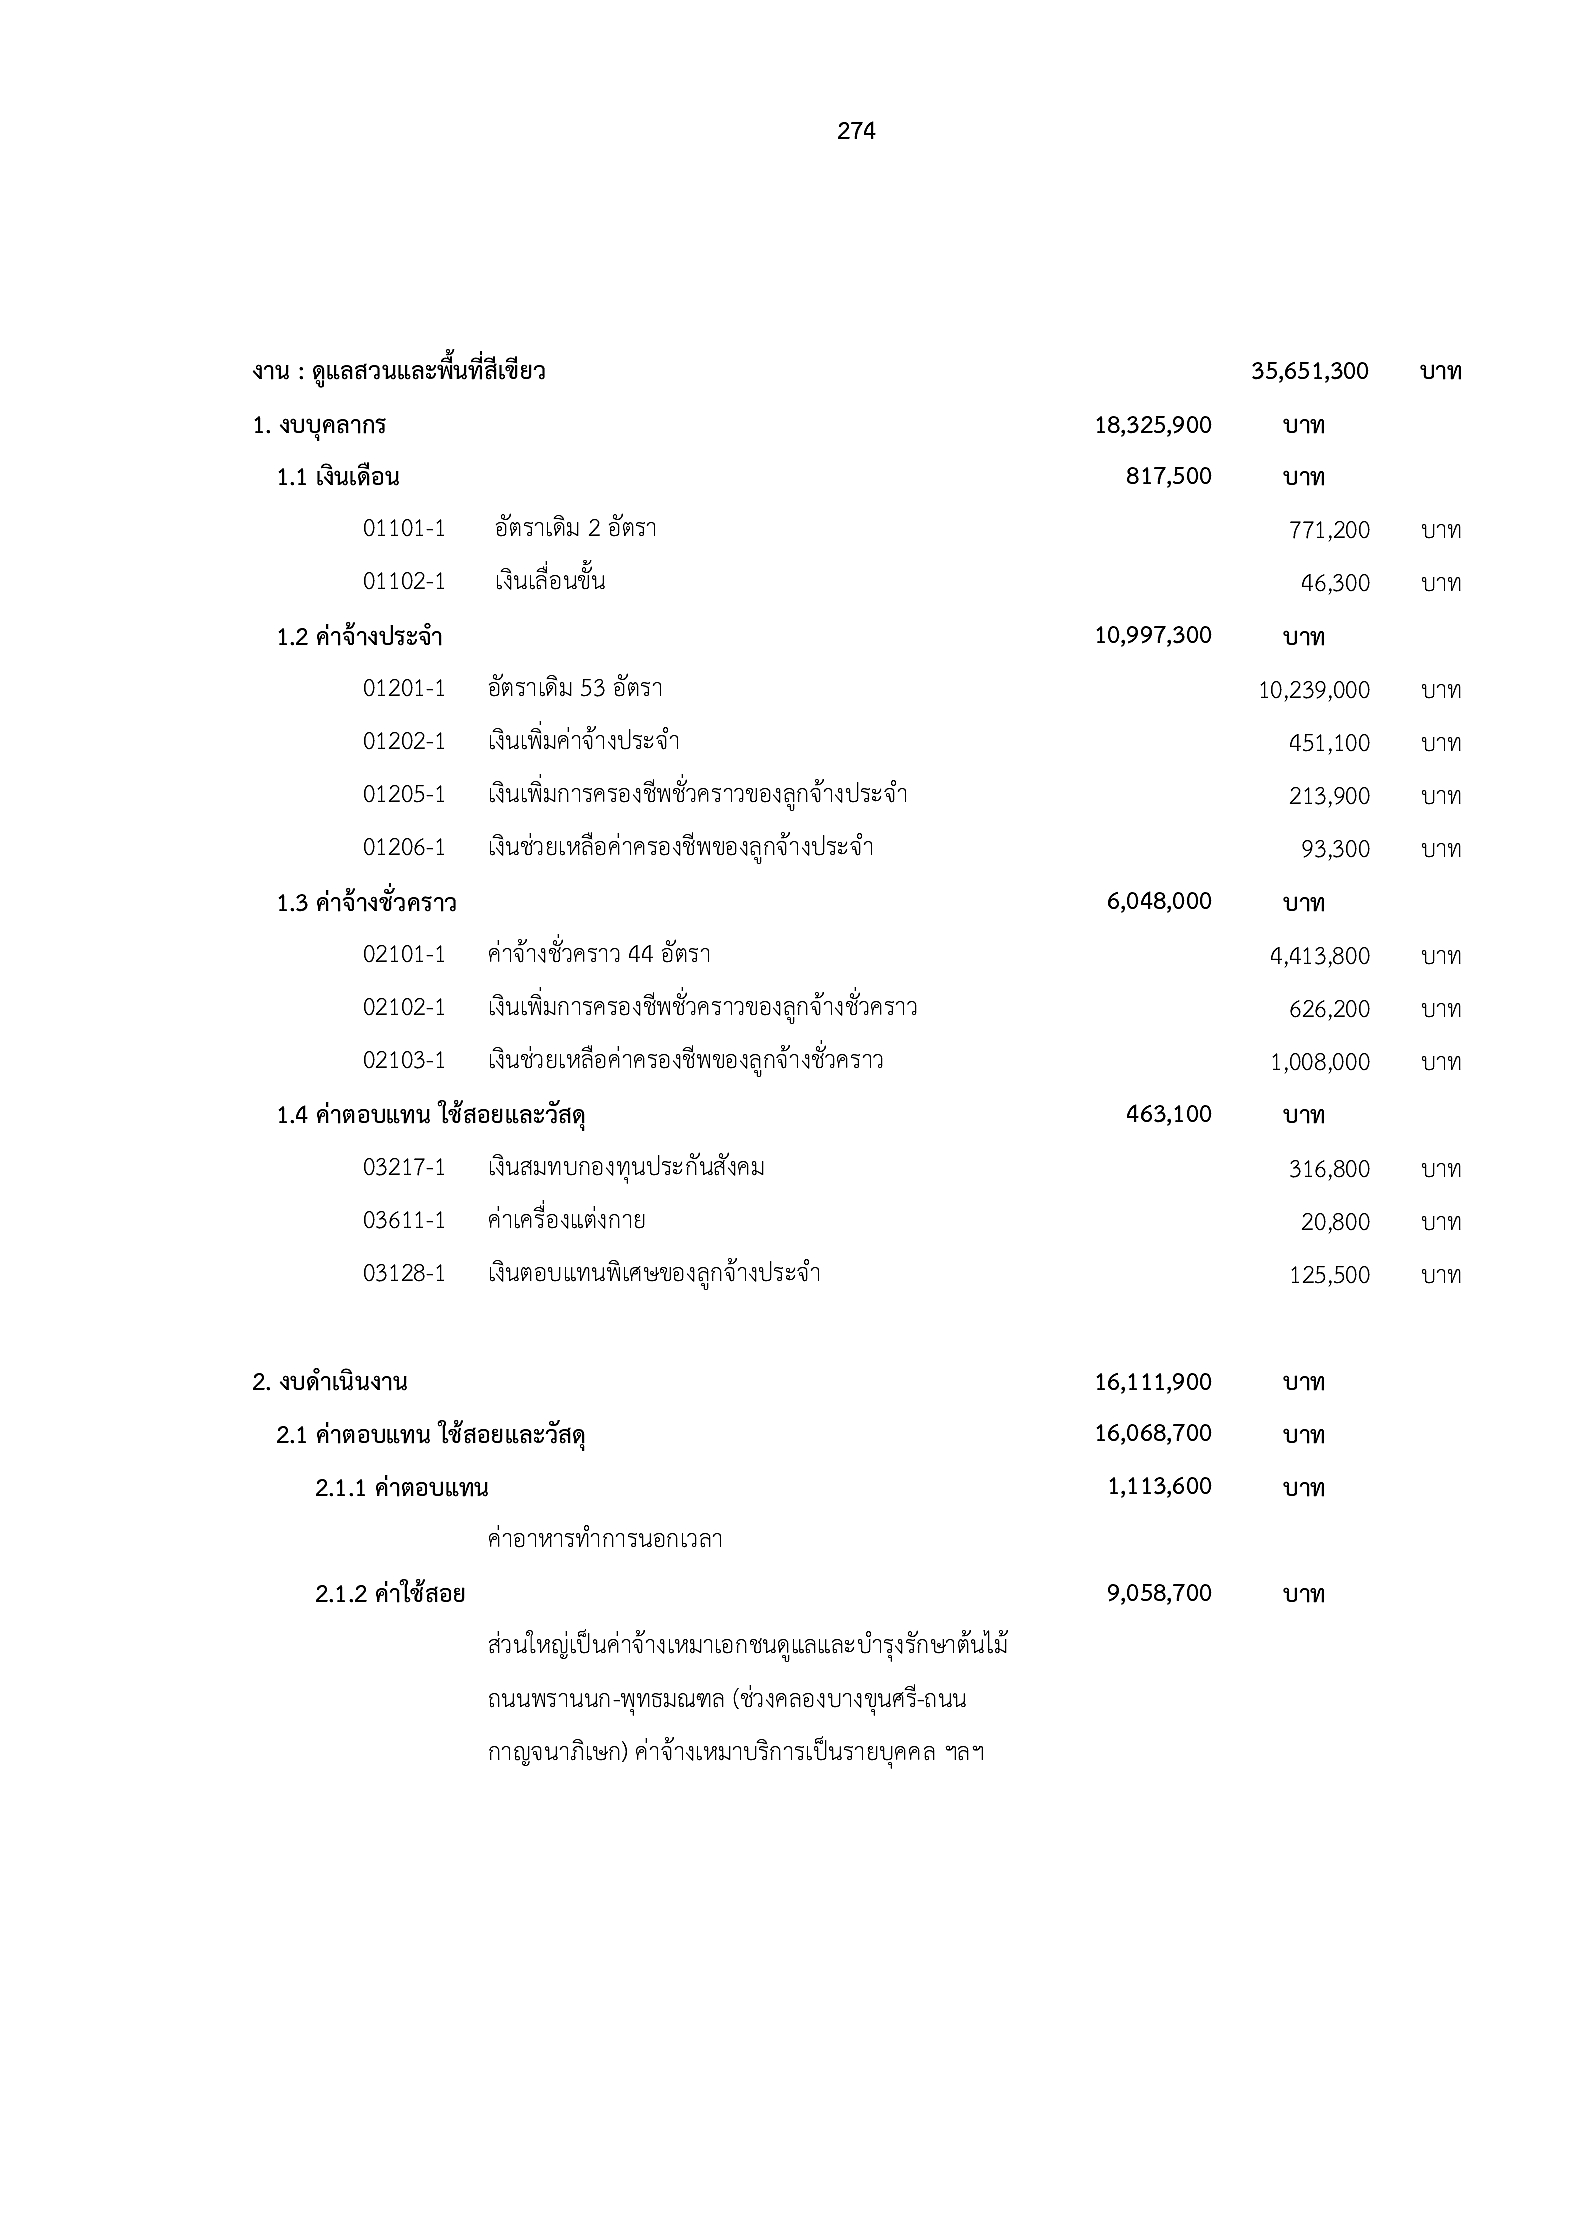 274
งาน : ดูแลสวนและพื้นที่สีเขียว 35,651,300 บาท
1. งบบุคลากร 18,325,900 บาท
1.1 เงินเดือน 817,500 บาท
01101-1 อัตราเดิม 2 อัตรา 771,200 บาท
01102-1 เงินเลื่อนขั้น 46,300 บาท
1.2 ค่าจ้างประจำ 10,997,300 บาท
01201-1 อัตราเดิม 53 อัตรา 10,239,000 บาท
01202-1 เงินเพิ่มค่าจ้างประจำ 451,100 บาท
01205-1 เงินเพิ่มการครองชีพชั่วคราวของลูกจ้างประจำ 213,900 บาท
01206-1 เงินช่วยเหลือค่าครองชีพของลูกจ้างประจำ 93,300 บาท
1.3 ค่าจ้างชั่วคราว 6,048,000 บาท
02101-1 ค่าจ้างชั่วคราว 44 อัตรา 4,413,800 บาท
02102-1 เงินเพิ่มการครองชีพชั่วคราวของลูกจ้างชั่วคราว 626,200 บาท
02103-1 เงินช่วยเหลือค่าครองชีพของลูกจ้างชั่วคราว 1,008,000 บาท
1.4 ค่าตอบแทน ใช้สอยและวัสดุ 463,100 บาท
03217-1 เงินสมทบกองทุนประกันสังคม 316,800 บาท
03611-1 ค่าเครื่องแต่งกาย 20,800 บาท
03128-1 เงินตอบแทนพิเศษของลูกจ้างประจำ 125,500 บาท
2. งบดำเนินงาน 16,111,900 บาท
2.1 ค่าตอบแทน ใช้สอยและวัสดุ 16,068,700 บาท
2.1.1 ค่าตอบแทน 1,113,600 บาท
ค่าอาหารทำการนอกเวลา
2.1.2 ค่าใช้สอย 9,058,700 บาท
ส่วนใหญ่เป็นค่าจ้างเหมาเอกชนดูแลและบำรุงรักษาต้นไม้
ถนนพรานนก-พุทธมณฑล (ช่วงคลองบางขุนศรี-ถนน
กาญจนาภิเษก) ค่าจ้างเหมาบริการเป็นรายบุคคล ฯลฯ